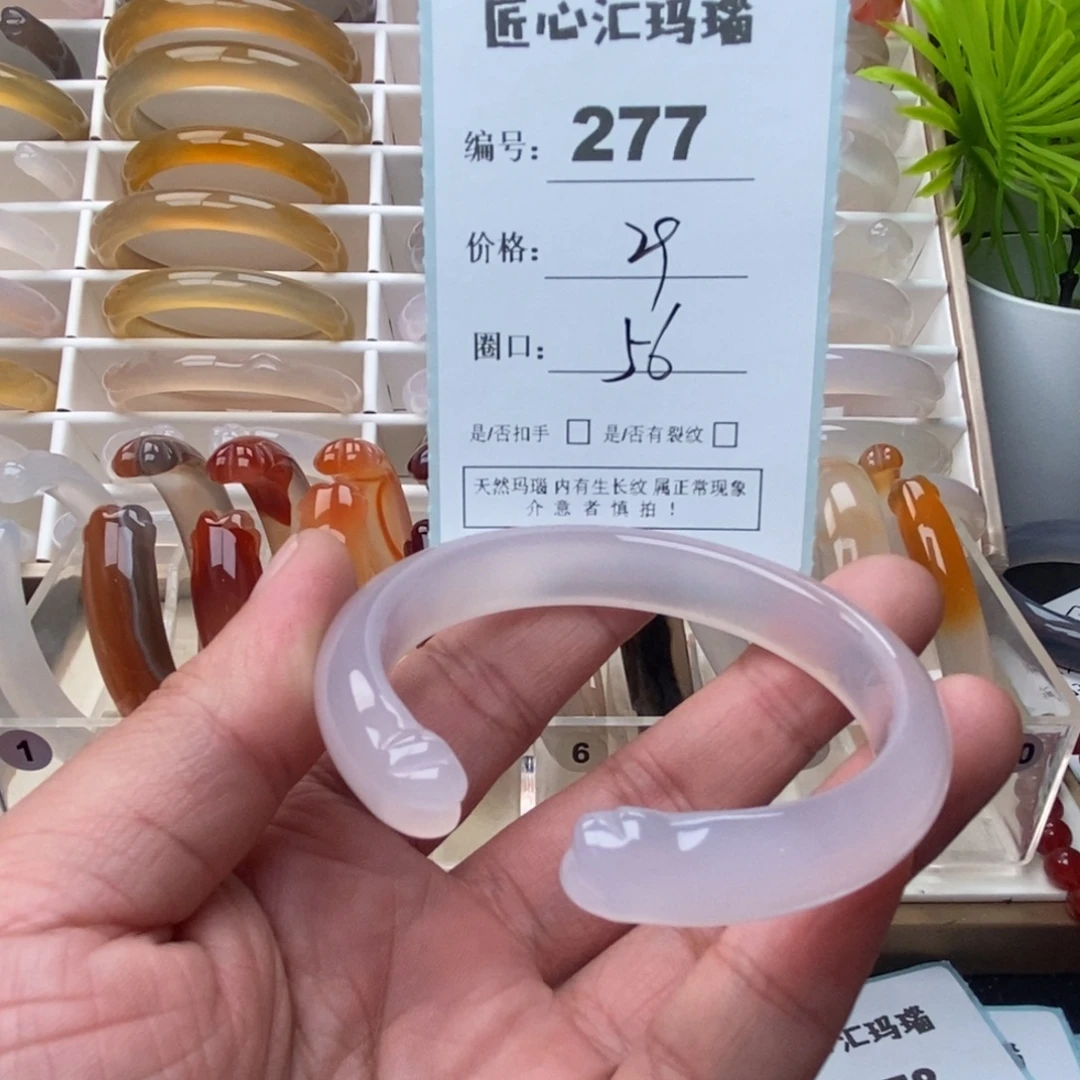 匠心汇玛瑙
编号: 277
价格: 29
圈口: 56
是/否扣手 □ 是/否有裂纹 □
天然玛瑙 内有生长纹 属正常现象
介意者慎拍!
1
6
汇玛瑙